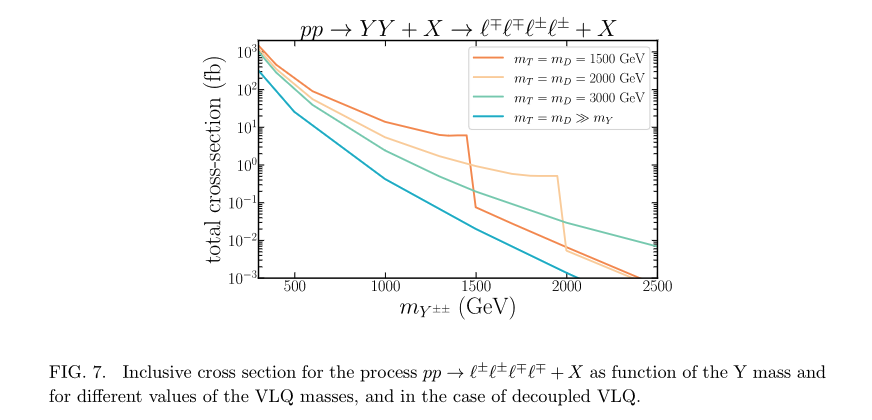 pp → YY + X → ℓ∓ℓ∓ℓ±ℓ± + X
total cross-section (fb)
10³
10²
10¹
10⁰
10⁻¹
10⁻²
10⁻³
m_T = m_D = 1500 GeV
m_T = m_D = 2000 GeV
m_T = m_D = 3000 GeV
m_T = m_D ≫ m_Y
500 1000 1500 2000 2500
m_Y±± (GeV)
FIG. 7. Inclusive cross section for the process pp → ℓ±ℓ±ℓ∓ℓ∓ + X as function of the Y mass and
for different values of the VLQ masses, and in the case of decoupled VLQ.